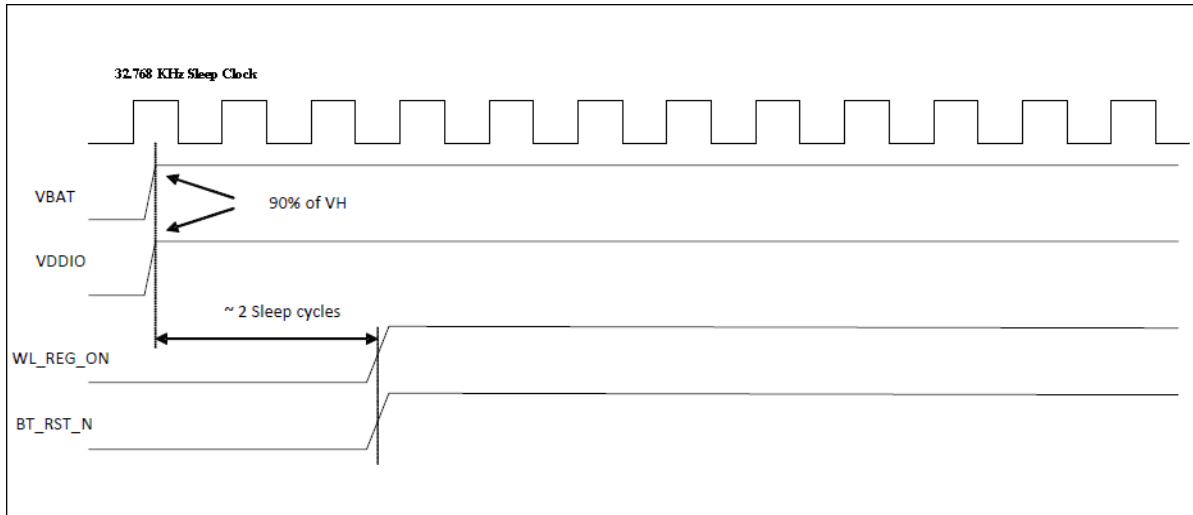 32.768 KHz Sleep Clock
VBAT
90% of VH
VDDIO
~ 2 Sleep cycles
WL_REG_ON
BT_RST_N